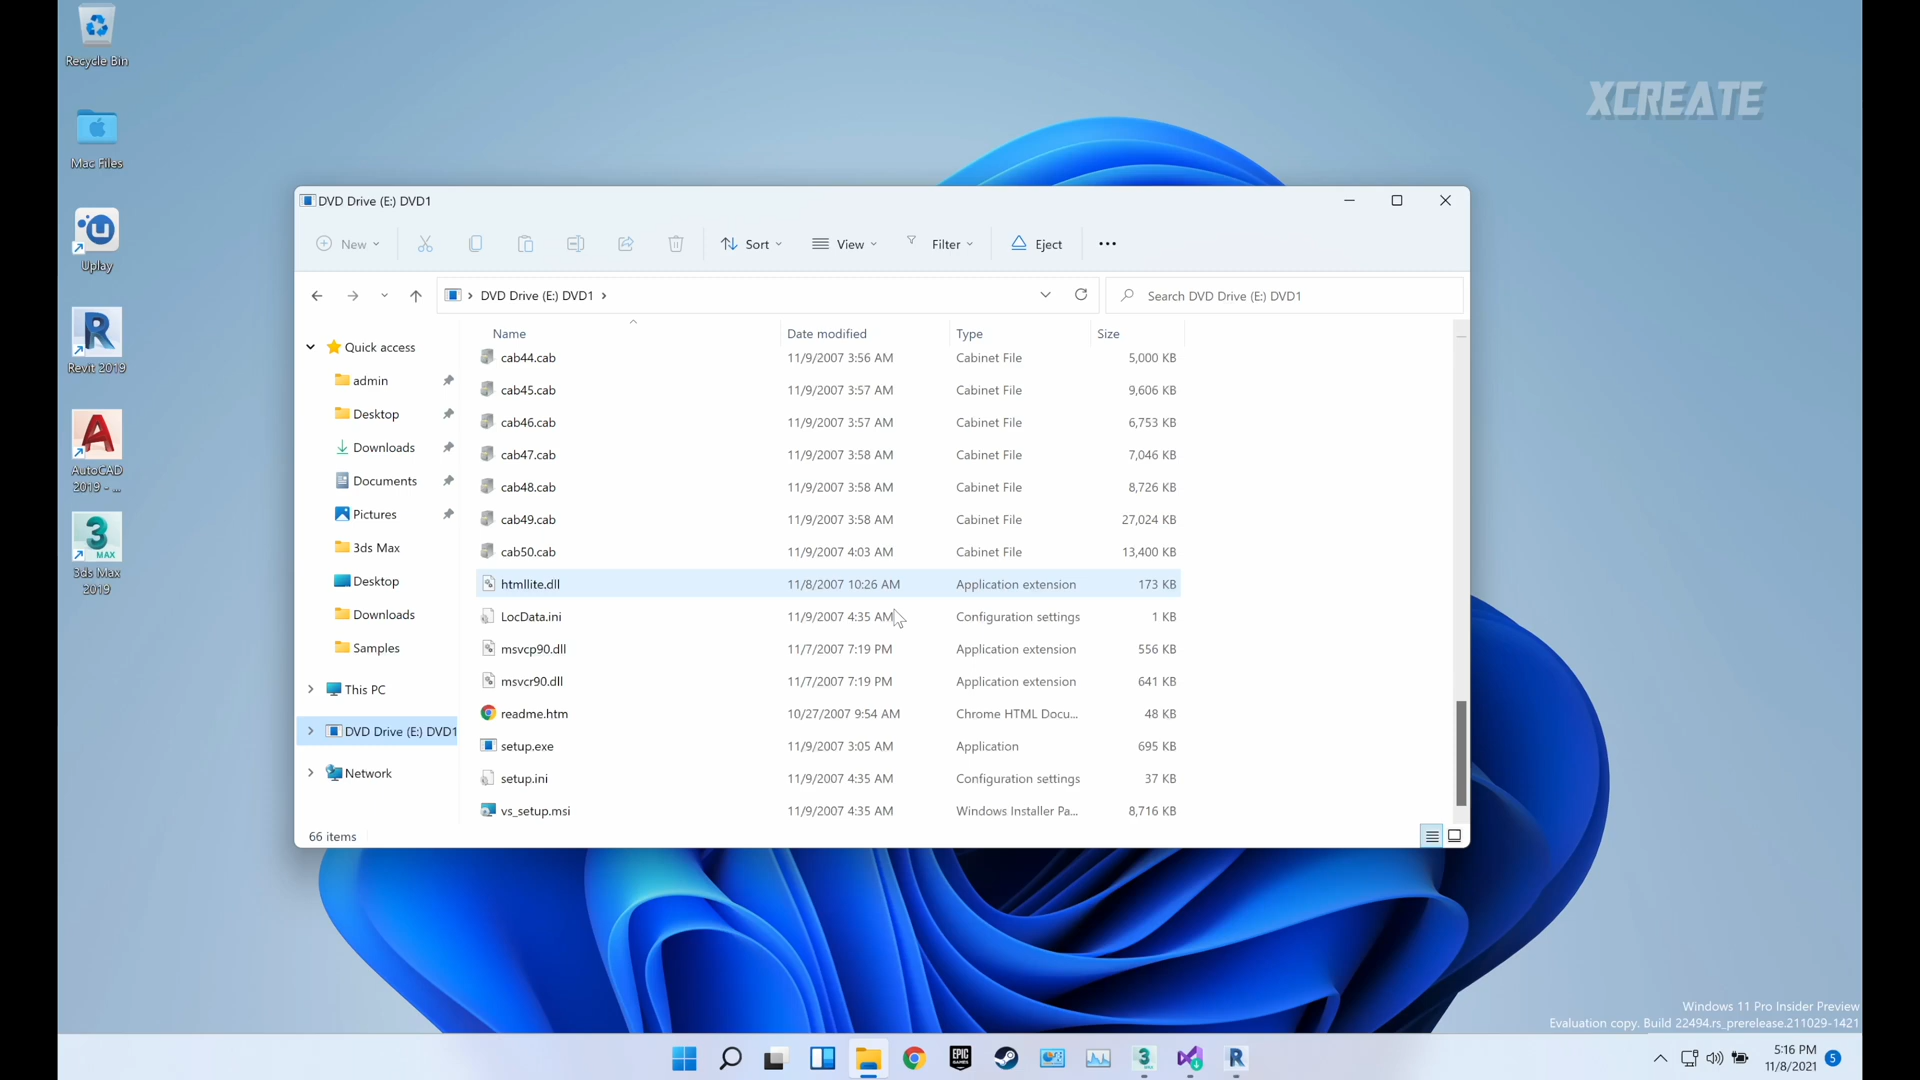 Recycle Bin
Mac Files
Uplay
Revit 2019
AutoCAD
2019 - ...
3ds Max
2019
XCREATE
DVD Drive (E:) DVD1
New
Sort
View
Filter
Eject
DVD Drive (E:) DVD1
Search DVD Drive (E:) DVD1
Quick access
admin
Desktop
Downloads
Documents
Pictures
3ds Max
Desktop
Downloads
Samples
This PC
DVD Drive (E:) DVD1
Network
Name Date modified Type Size
cab44.cab 11/9/2007 3:56 AM Cabinet File 5,000 KB
cab45.cab 11/9/2007 3:57 AM Cabinet File 9,606 KB
cab46.cab 11/9/2007 3:57 AM Cabinet File 6,753 KB
cab47.cab 11/9/2007 3:58 AM Cabinet File 7,046 KB
cab48.cab 11/9/2007 3:58 AM Cabinet File 8,726 KB
cab49.cab 11/9/2007 3:58 AM Cabinet File 27,024 KB
cab50.cab 11/9/2007 4:03 AM Cabinet File 13,400 KB
htmllite.dll 11/8/2007 10:26 AM Application extension 173 KB
LocData.ini 11/9/2007 4:35 AM Configuration settings 1 KB
msvcp90.dll 11/7/2007 7:19 PM Application extension 556 KB
msvcr90.dll 11/7/2007 7:19 PM Application extension 641 KB
readme.htm 10/27/2007 9:54 AM Chrome HTML Docu... 48 KB
setup.exe 11/9/2007 3:05 AM Application 695 KB
setup.ini 11/9/2007 4:35 AM Configuration settings 37 KB
vs_setup.msi 11/9/2007 4:35 AM Windows Installer Pa... 8,716 KB
66 items
Windows 11 Pro Insider Preview
Evaluation copy. Build 22494.rs_prerelease.211029-1421
5:16 PM
11/8/2021
5